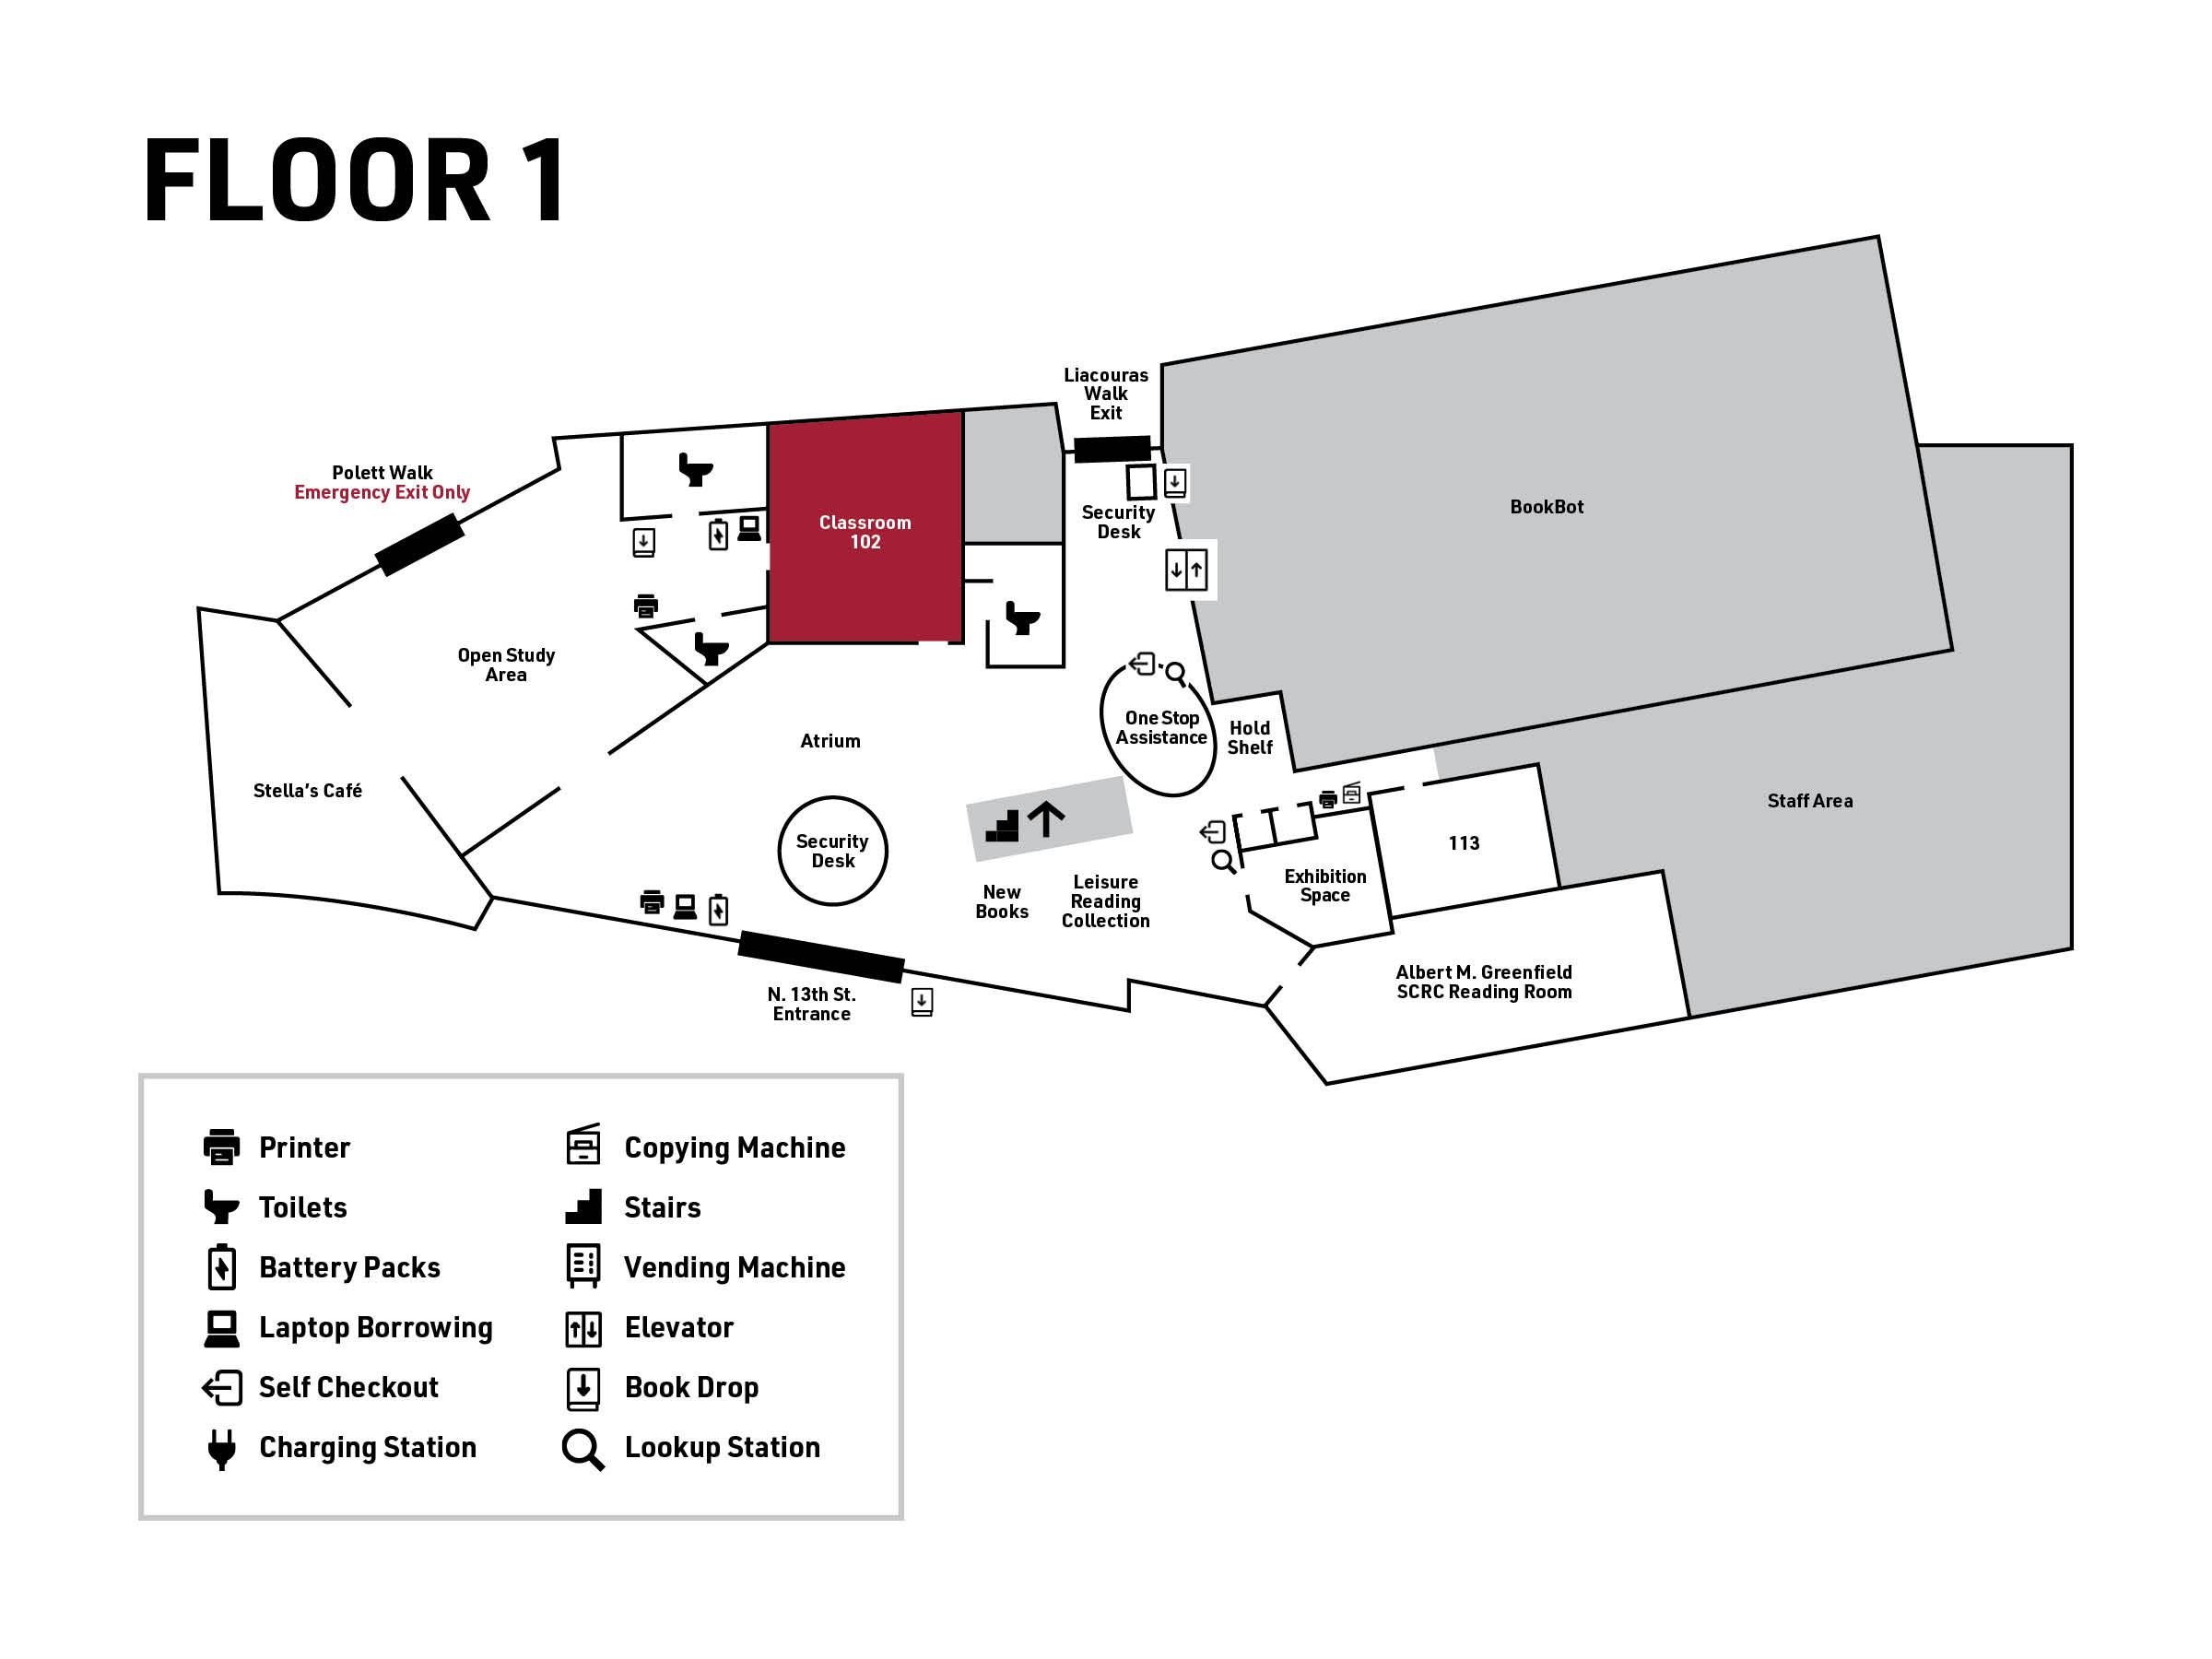 FLOOR 1
Liacouras
Walk
Exit
Polett Walk
Emergency Exit Only
Classroom
102
Security
Desk
BookBot
Open Study
Area
One Stop
Assistance
Hold
Shelf
Atrium
Stella's Café
Staff Area
Security
Desk
113
New
Books
Leisure
Reading
Collection
Exhibition
Space
Albert M. Greenfield
SCRC Reading Room
N. 13th St.
Entrance
Printer
Toilets
Battery Packs
Laptop Borrowing
Self Checkout
Charging Station
Copying Machine
Stairs
Vending Machine
Elevator
Book Drop
Lookup Station